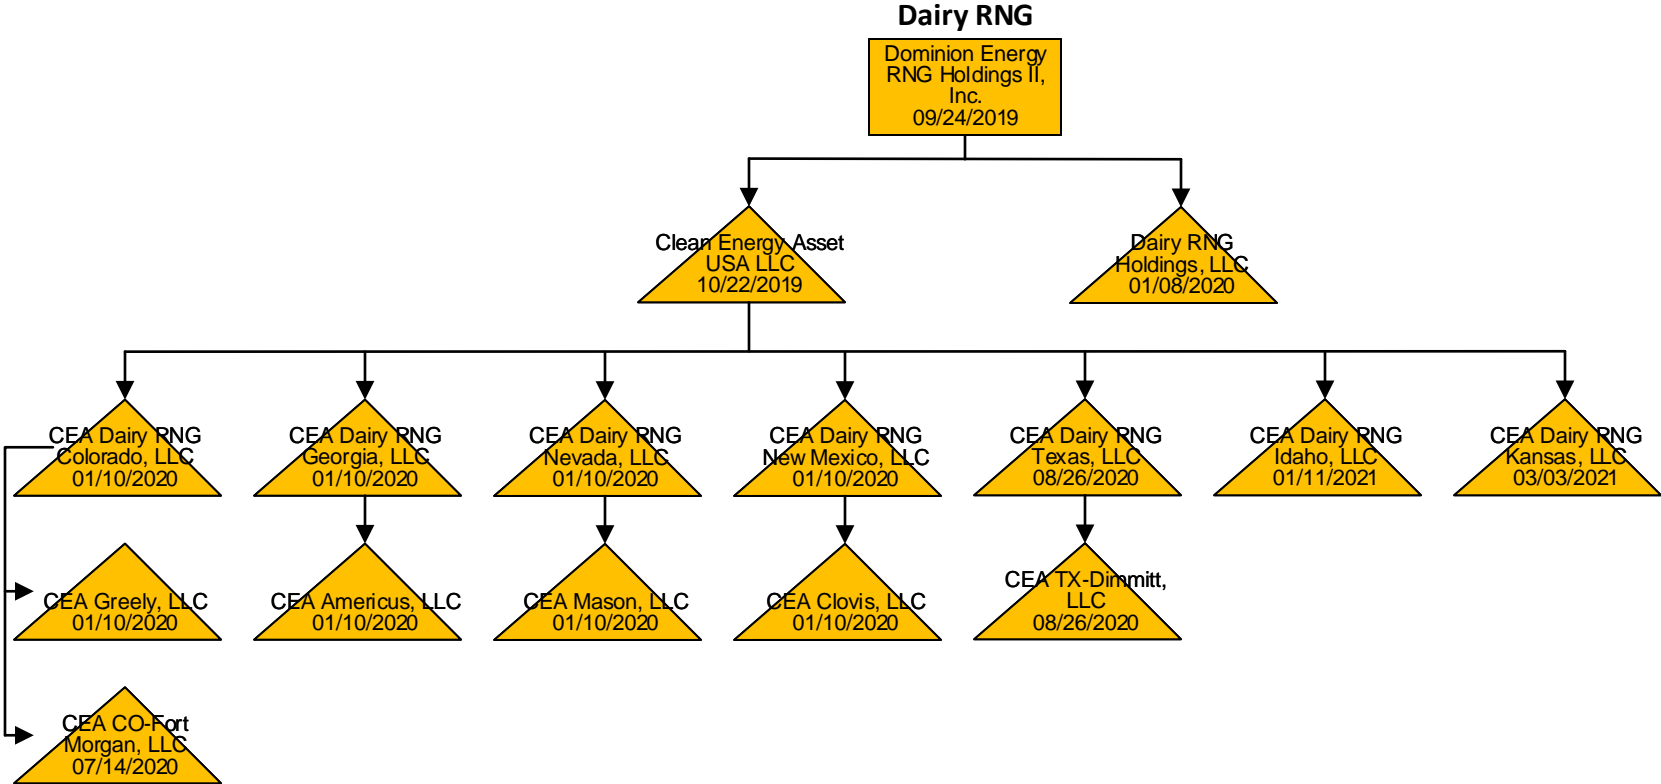 Dairy RNG
Dominion Energy
RNG Holdings II,
Inc.
09/24/2019
Clean Energy Asset
USA LLC
10/22/2019
Dairy RNG
Holdings, LLC
01/08/2020
CEA Dairy RNG
Colorado, LLC
01/10/2020
CEA Dairy RNG
Georgia, LLC
01/10/2020
CEA Dairy RNG
Nevada, LLC
01/10/2020
CEA Dairy RNG
New Mexico, LLC
01/10/2020
CEA Dairy RNG
Texas, LLC
08/26/2020
CEA Dairy RNG
Idaho, LLC
01/11/2021
CEA Dairy RNG
Kansas, LLC
03/03/2021
CEA Greely, LLC
01/10/2020
CEA Americus, LLC
01/10/2020
CEA Mason, LLC
01/10/2020
CEA Clovis, LLC
01/10/2020
CEA TX-Dimmitt,
LLC
08/26/2020
CEA CO-Fort
Morgan, LLC
07/14/2020